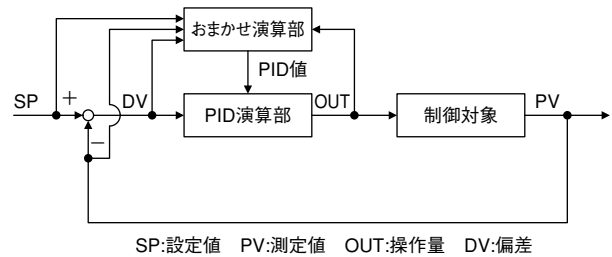 おまかせ演算部
PID値
SP
+
DV
PID演算部
OUT
制御対象
PV
−
SP:設定値 PV:測定値 OUT:操作量 DV:偏差